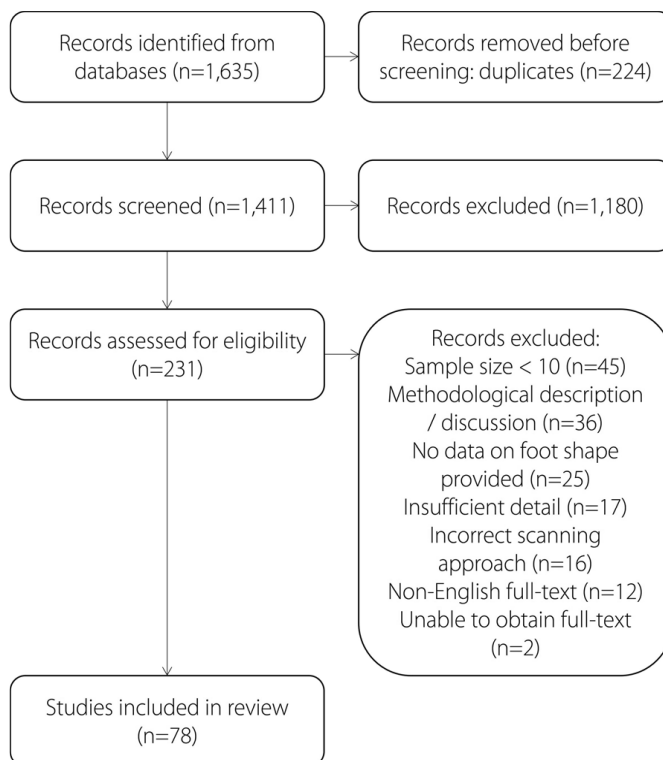 Records identified from
databases (n=1,635)
Records removed before
screening: duplicates (n=224)
Records screened (n=1,411)
Records excluded (n=1,180)
Records assessed for eligibility
(n=231)
Records excluded:
Sample size < 10 (n=45)
Methodological description
/ discussion (n=36)
No data on foot shape
provided (n=25)
Insufficient detail (n=17)
Incorrect scanning
approach (n=16)
Non-English full-text (n=12)
Unable to obtain full-text
(n=2)
Studies included in review
(n=78)